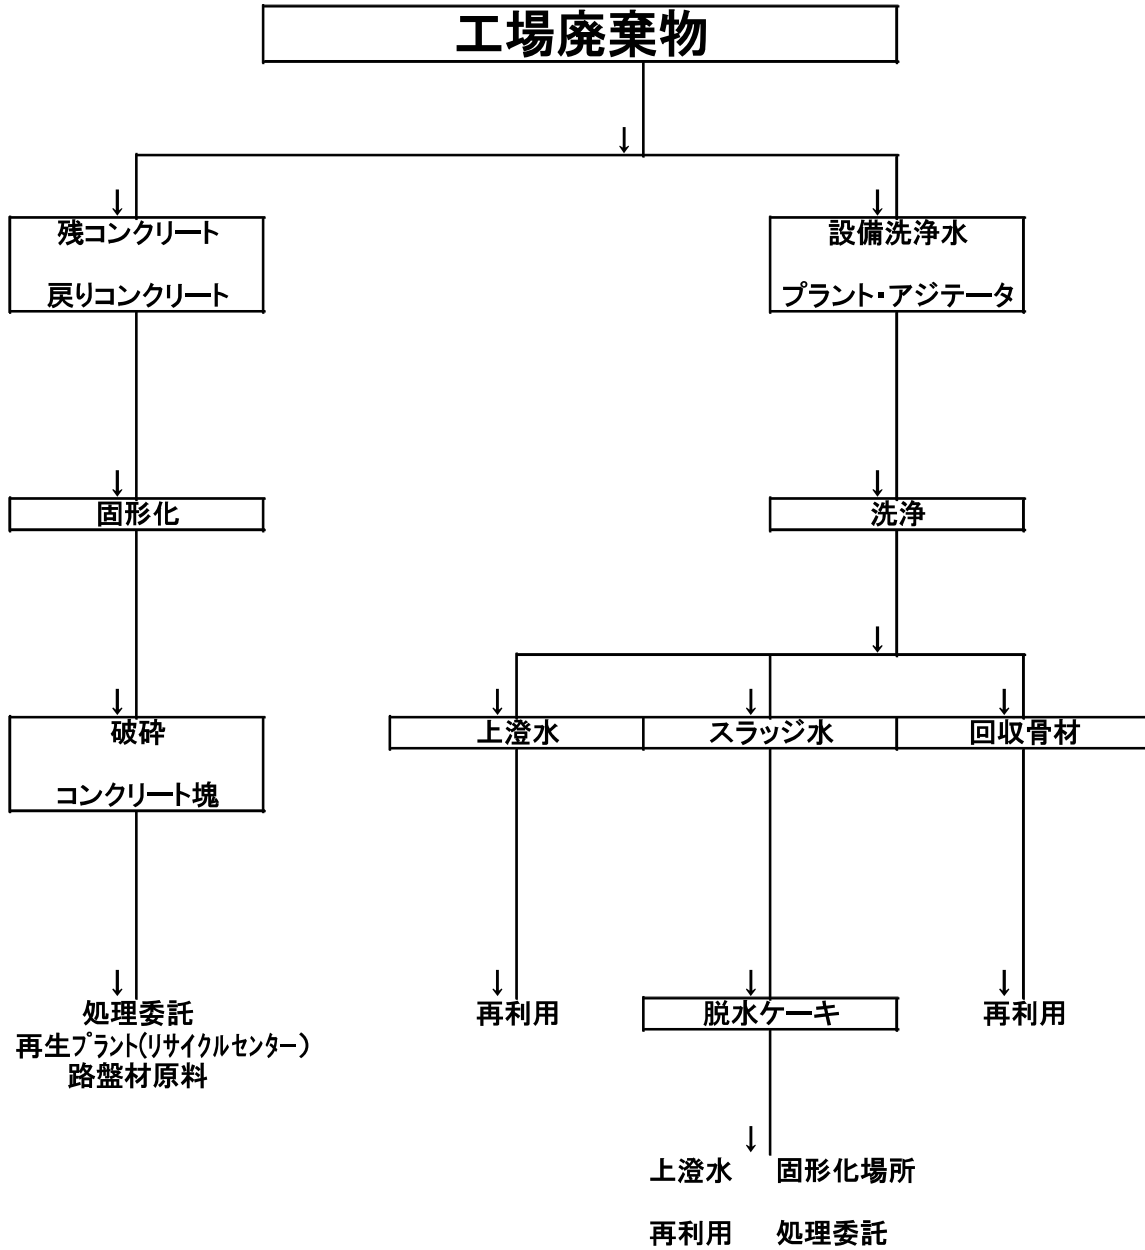 工場廃棄物
↓
↓ ↓
残コンクリート 設備洗浄水
戻りコンクリート プラント・アジテータ
↓ ↓
固形化 洗浄
↓
↓ ↓ ↓ ↓
破砕 上澄水 スラッジ水 回収骨材
コンクリート塊
↓ ↓ ↓ ↓
処理委託 再利用 脱水ケーキ 再利用
再生プラント(リサイクルセンター)
路盤材原料
↓
上澄水 固形化場所
再利用 処理委託